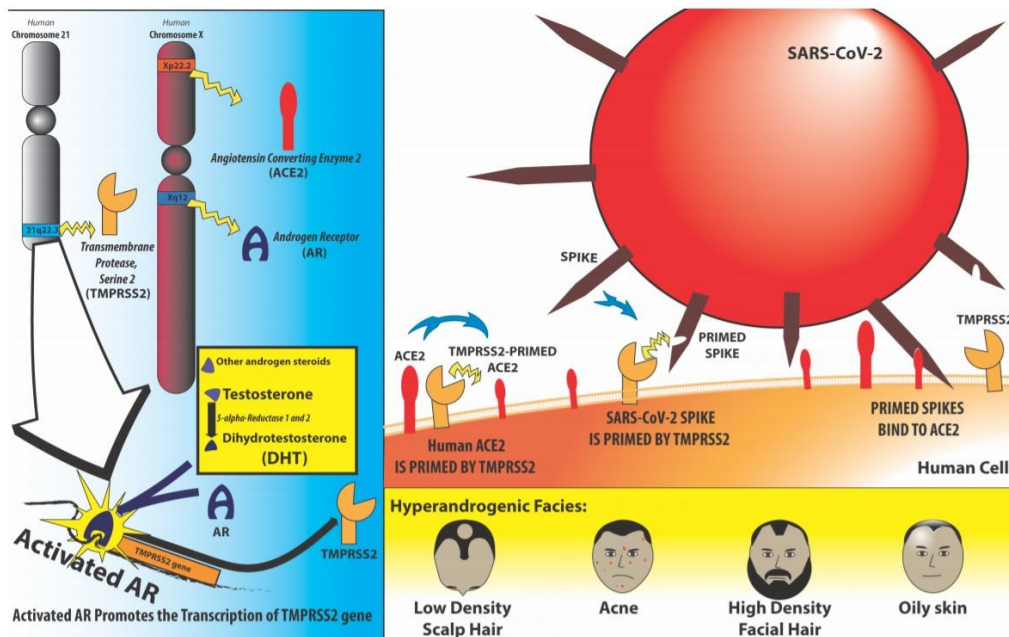 Human
Chromosome 21
Human
Chromosome X
Xp22.2
Angiotensin Converting Enzyme 2
(ACE2)
Xq12
Androgen Receptor
(AR)
21q22.3
Transmembrane
Protease,
Serine 2
(TMPRSS2)
Other androgen steroids
Testosterone
5-alpha-Reductase 1 and 2
Dihydrotestosterone
(DHT)
AR
TMPRSS2
TMPRSS2 gene
Activated AR
Activated AR Promotes the Transcription of TMPRSS2 gene
SARS-CoV-2
SPIKE
PRIMED
SPIKE
TMPRSS2
ACE2
TMPRSS2-PRIMED
ACE2
Human ACE2
IS PRIMED BY TMPRSS2
SARS-CoV-2 SPIKE
IS PRIMED BY TMPRSS2
PRIMED SPIKES
BIND TO ACE2
Human Cell
Hyperandrogenic Facies:
Low Density
Scalp Hair
Acne
High Density
Facial Hair
Oily skin